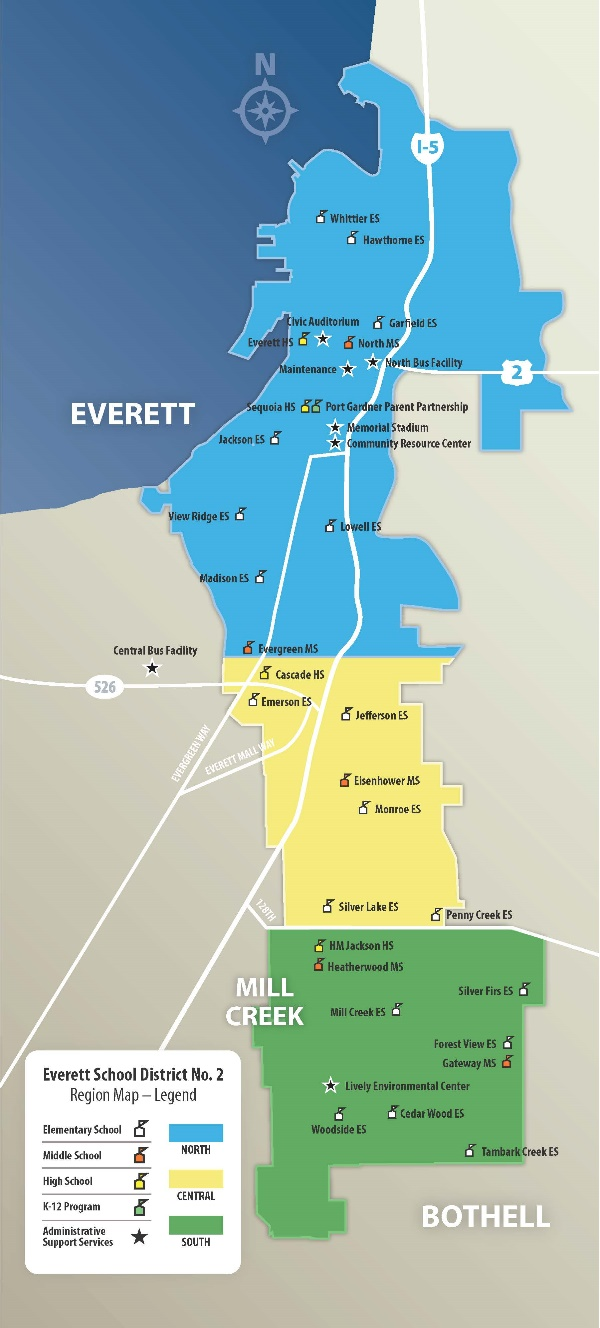 N
I-5
Whittier ES
Hawthorne ES
Civic Auditorium
Garfield ES
Everett HS
North MS
North Bus Facility
Maintenance
2
EVERETT
Sequoia HS
Port Gardner Parent Partnership
Memorial Stadium
Jackson ES
Community Resource Center
View Ridge ES
Lowell ES
Madison ES
Evergreen MS
Central Bus Facility
Cascade HS
526
Emerson ES
Jefferson ES
EVERGREEN WAY
EVERETT MALL WAY
Eisenhower MS
Monroe ES
Silver Lake ES
128TH
Penny Creek ES
HM Jackson HS
Heatherwood MS
MILL
CREEK
Silver Firs ES
Mill Creek ES
Forest View ES
Gateway MS
Lively Environmental Center
Cedar Wood ES
Woodside ES
Tambark Creek ES
BOTHELL
Everett School District No. 2
Region Map – Legend
Elementary School
Middle School
High School
K-12 Program
Administrative
Support Services
NORTH
CENTRAL
SOUTH